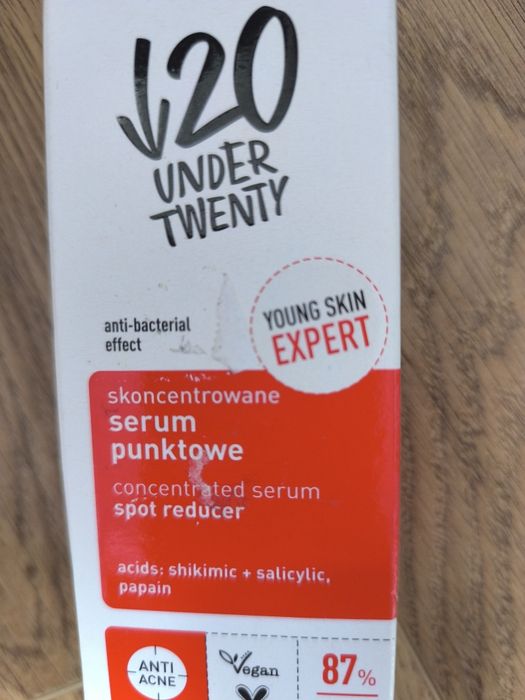 20
UNDER
TWENTY
YOUNG SKIN
EXPERT
anti-bacterial
effect
skoncentrowane
serum
punktowe
concentrated serum
spot reducer
acids: shikimic + salicylic,
papain
ANTI
ACNE
Vegan
87%